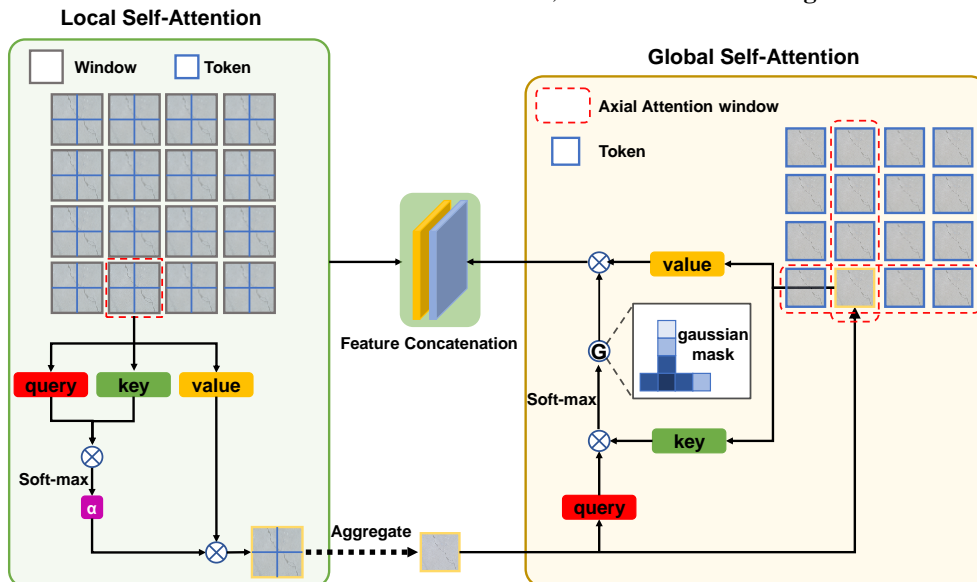 Local Self-Attention
Window
Token
query
key
value
Soft-max
α
Aggregate
Feature Concatenation
Global Self-Attention
Axial Attention window
Token
value
G
gaussian
mask
Soft-max
key
query